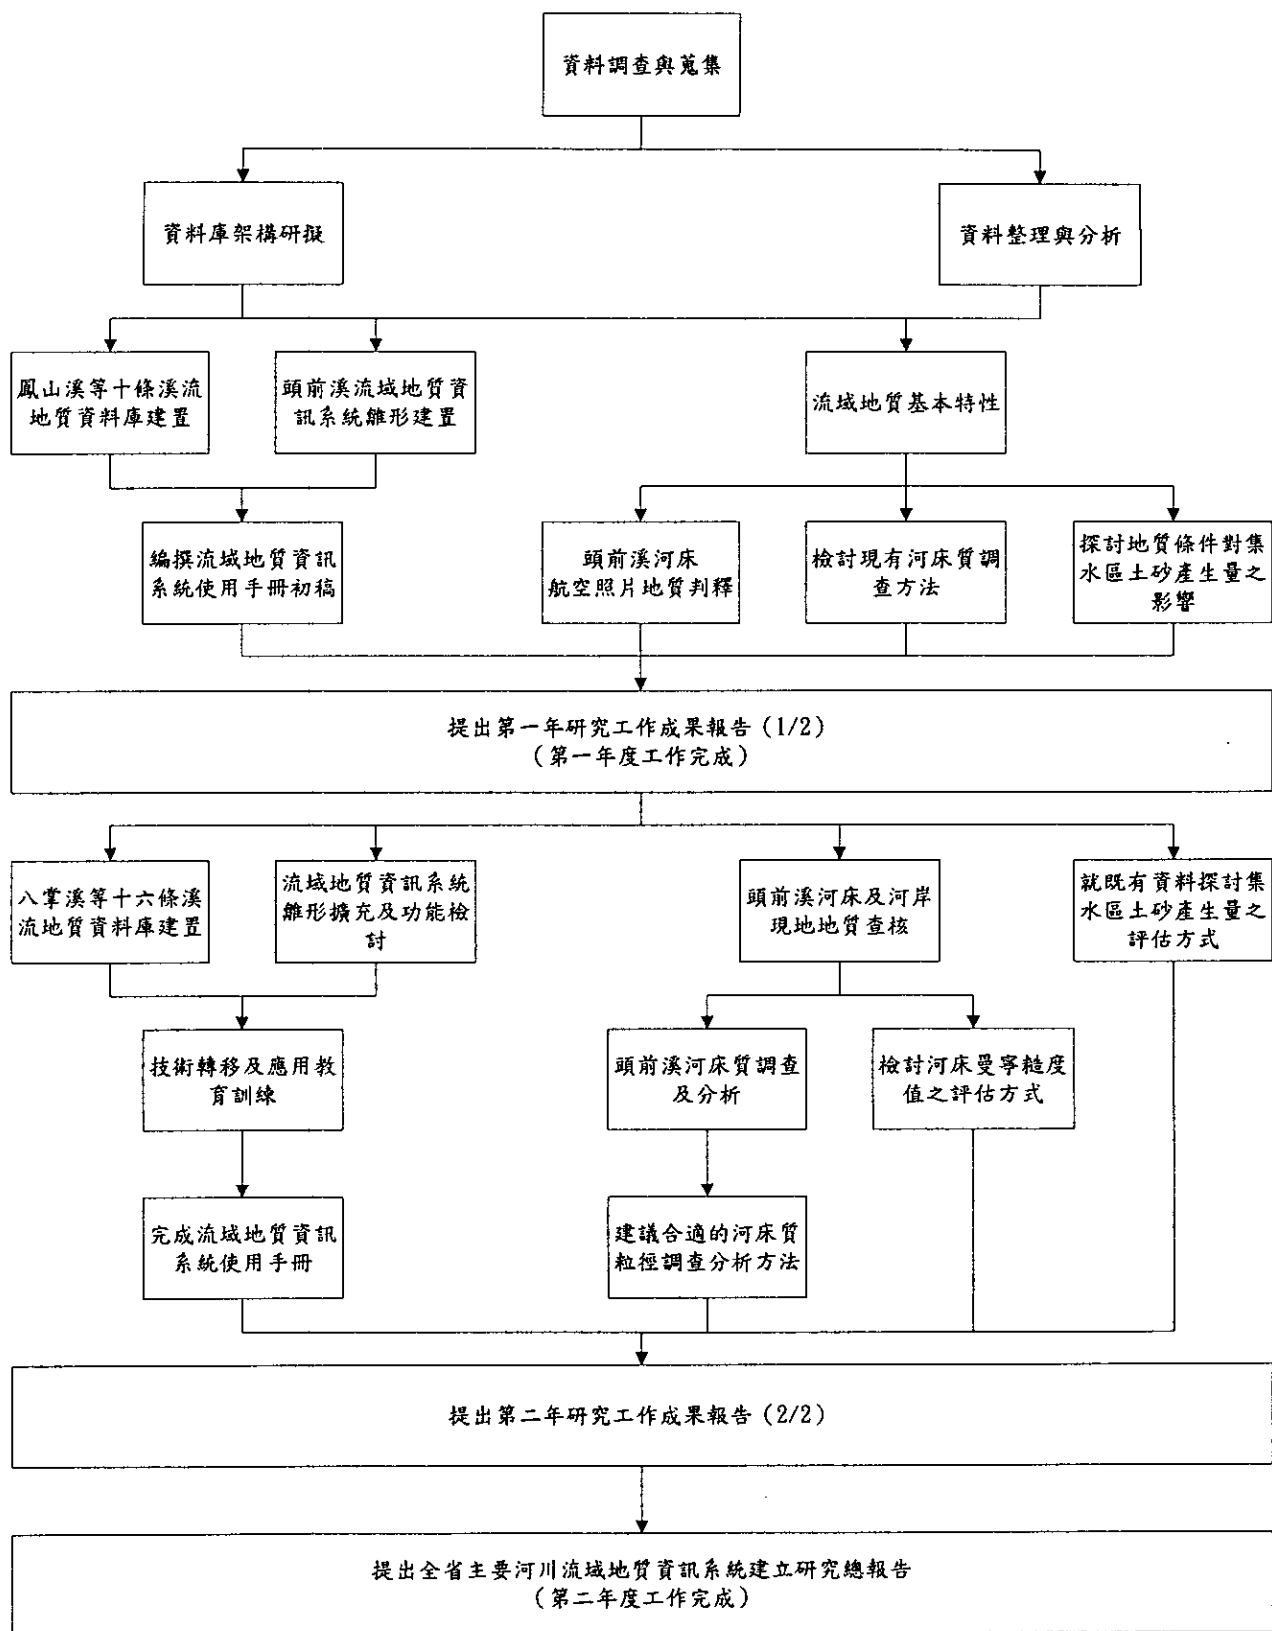 資料調查與蒐集
資料庫架構研擬
資料整理與分析
鳳山溪等十條溪流
地質資料庫建置
頭前溪流域地質資
訊系統雛形建置
流域地質基本特性
編撰流域地質資訊
系統使用手冊初稿
頭前溪河床
航空照片地質判釋
檢討現有河床質調
查方法
探討地質條件對集
水區土砂產生量之
影響
提出第一年研究工作成果報告(1/2)
(第一年度工作完成)
八掌溪等十六條溪
流地質資料庫建置
流域地質資訊系統
雛形擴充及功能檢
討
頭前溪河床及河岸
現地地質查核
就既有資料探討集
水區土砂產生量之
評估方式
技術轉移及應用教
育訓練
頭前溪河床質調查
及分析
檢討河床曼寧糙度
值之評估方式
完成流域地質資訊
系統使用手冊
建議合適的河床質
粒徑調查分析方法
提出第二年研究工作成果報告(2/2)
提出全省主要河川流域地質資訊系統建立研究總報告
(第二年度工作完成)